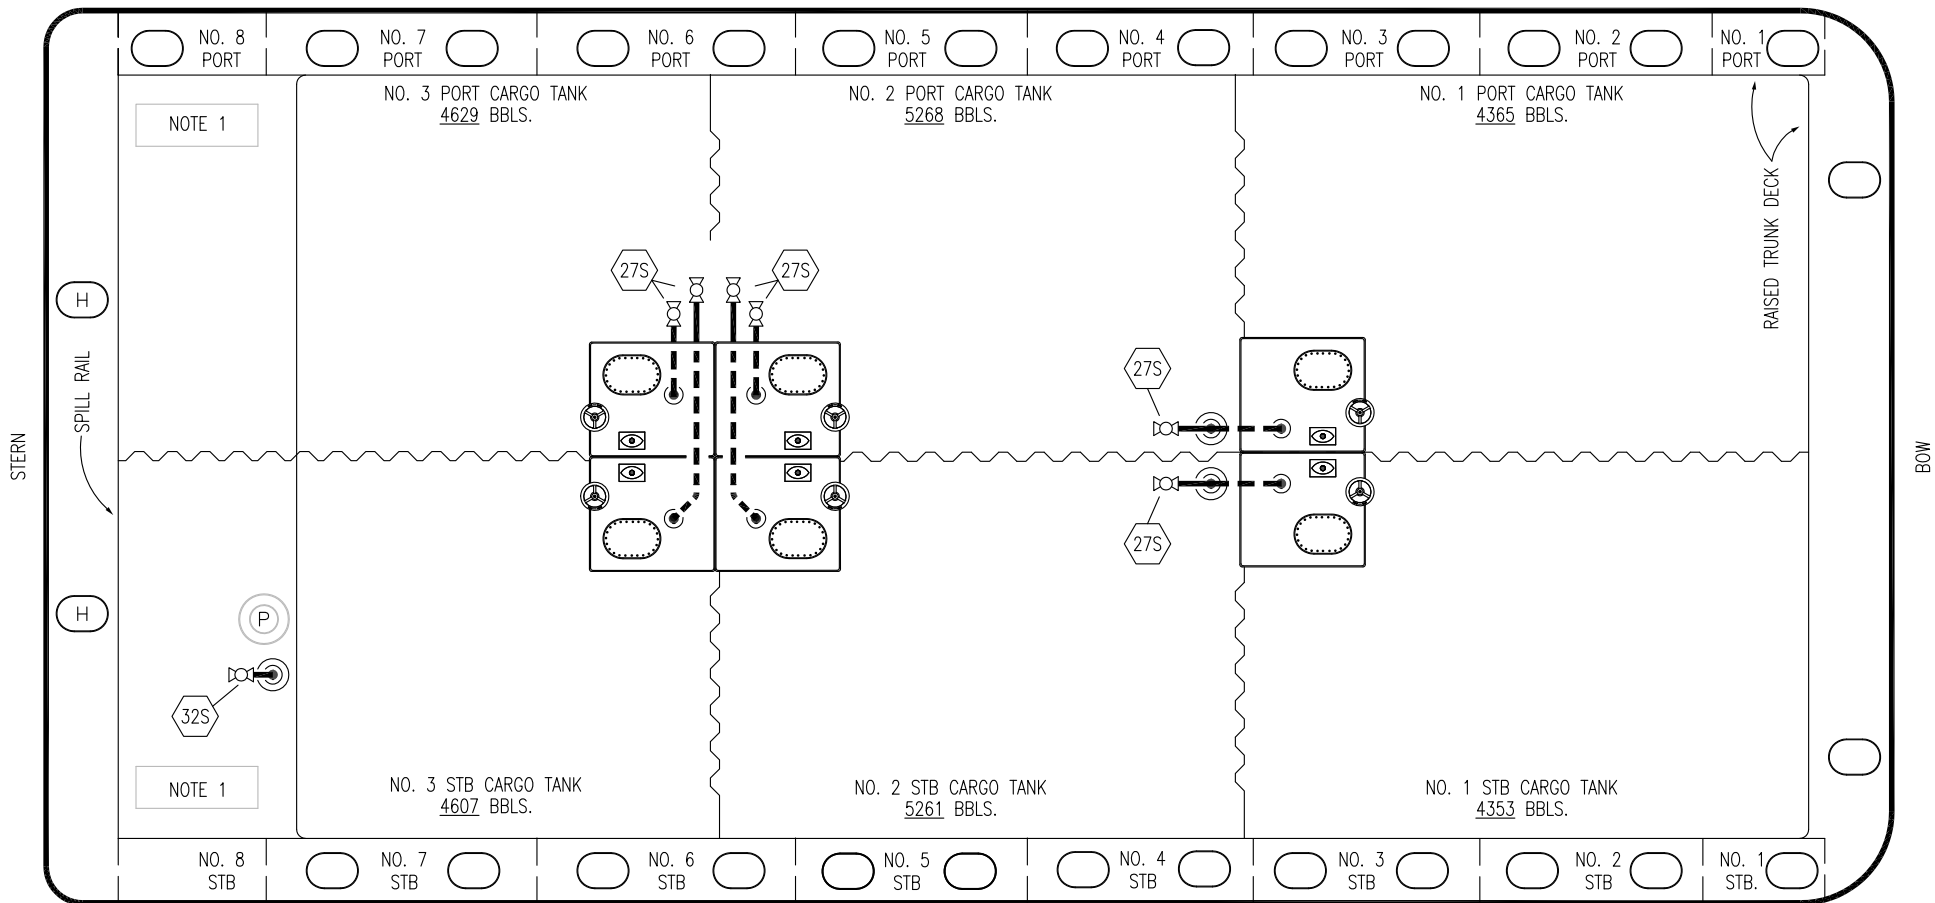 NO. 8
PORT
NO. 7
PORT
NO. 6
PORT
NO. 5
PORT
NO. 4
PORT
NO. 3
PORT
NO. 2
PORT
NO. 1
PORT
NOTE 1
NO. 3 PORT CARGO TANK
4629 BBLS.
NO. 2 PORT CARGO TANK
5268 BBLS.
NO. 1 PORT CARGO TANK
4365 BBLS.
RAISED TRUNK DECK
27S
27S
H
SPILL RAIL
STERN
27S
BOW
27S
H
P
32S
NOTE 1
NO. 3 STB CARGO TANK
4607 BBLS.
NO. 2 STB CARGO TANK
5261 BBLS.
NO. 1 STB CARGO TANK
4353 BBLS.
NO. 8
STB
NO. 7
STB
NO. 6
STB
NO. 5
STB
NO. 4
STB
NO. 3
STB
NO. 2
STB
NO. 1
STB.